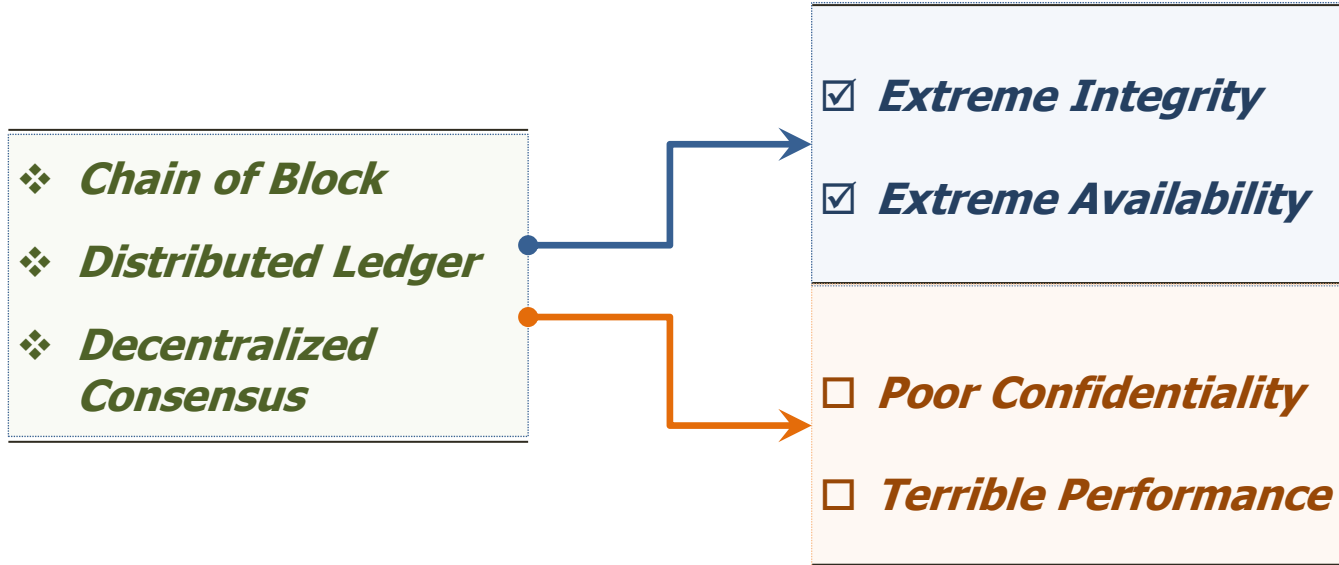 Chain of Block
Distributed Ledger
Decentralized
Consensus
Extreme Integrity
Extreme Availability
Poor Confidentiality
Terrible Performance